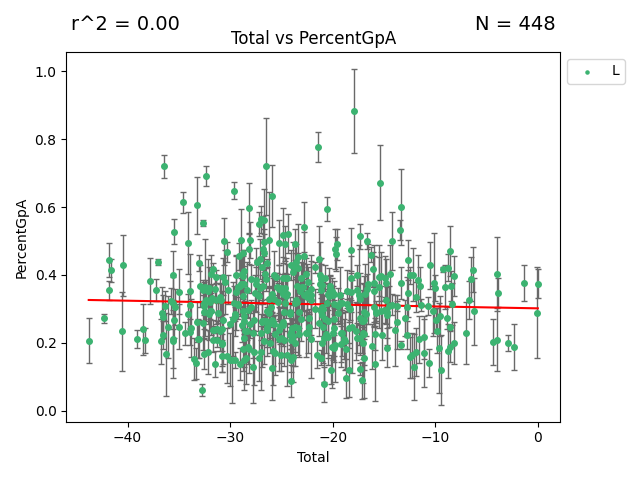 r^2 = 0.00
N = 448
Total vs PercentGpA
L
1.0
0.8
0.6
0.4
0.2
0.0
PercentGpA
−40
−30
−20
−10
0
Total